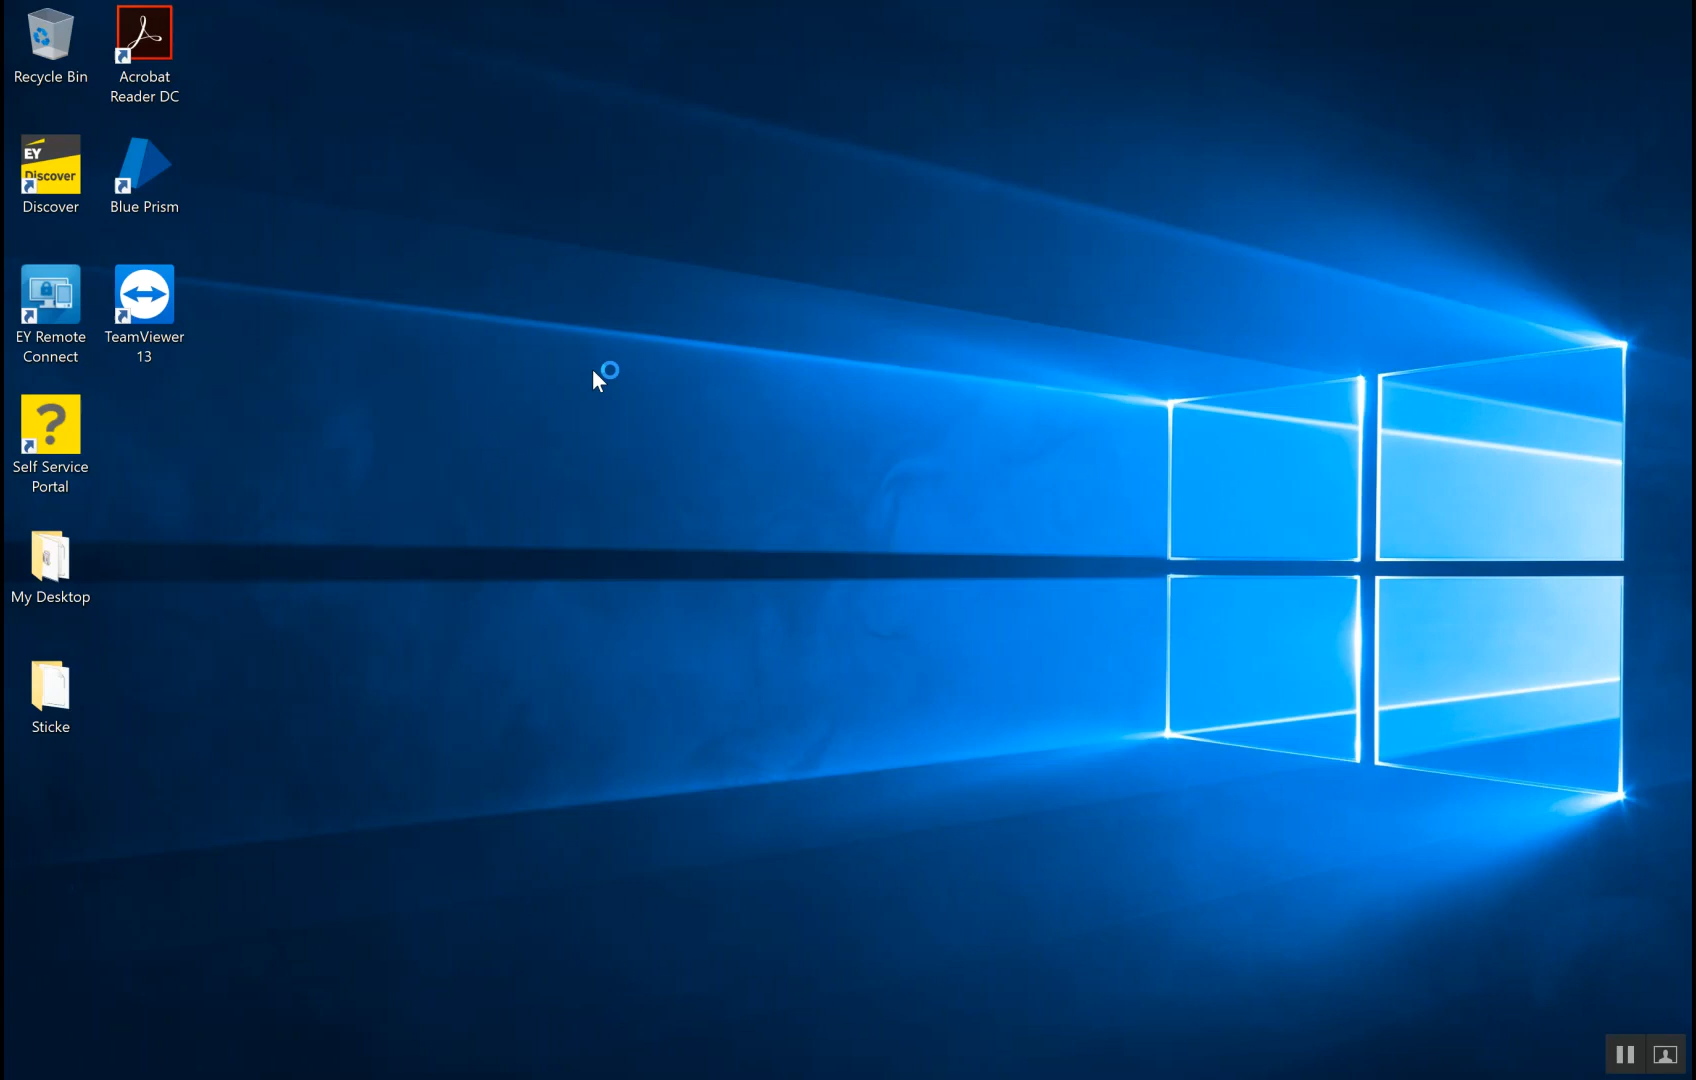 Recycle Bin
Acrobat
Reader DC
EY
Discover
Discover
Blue Prism
EY Remote
Connect
TeamViewer
13
?
Self Service
Portal
My Desktop
Sticke